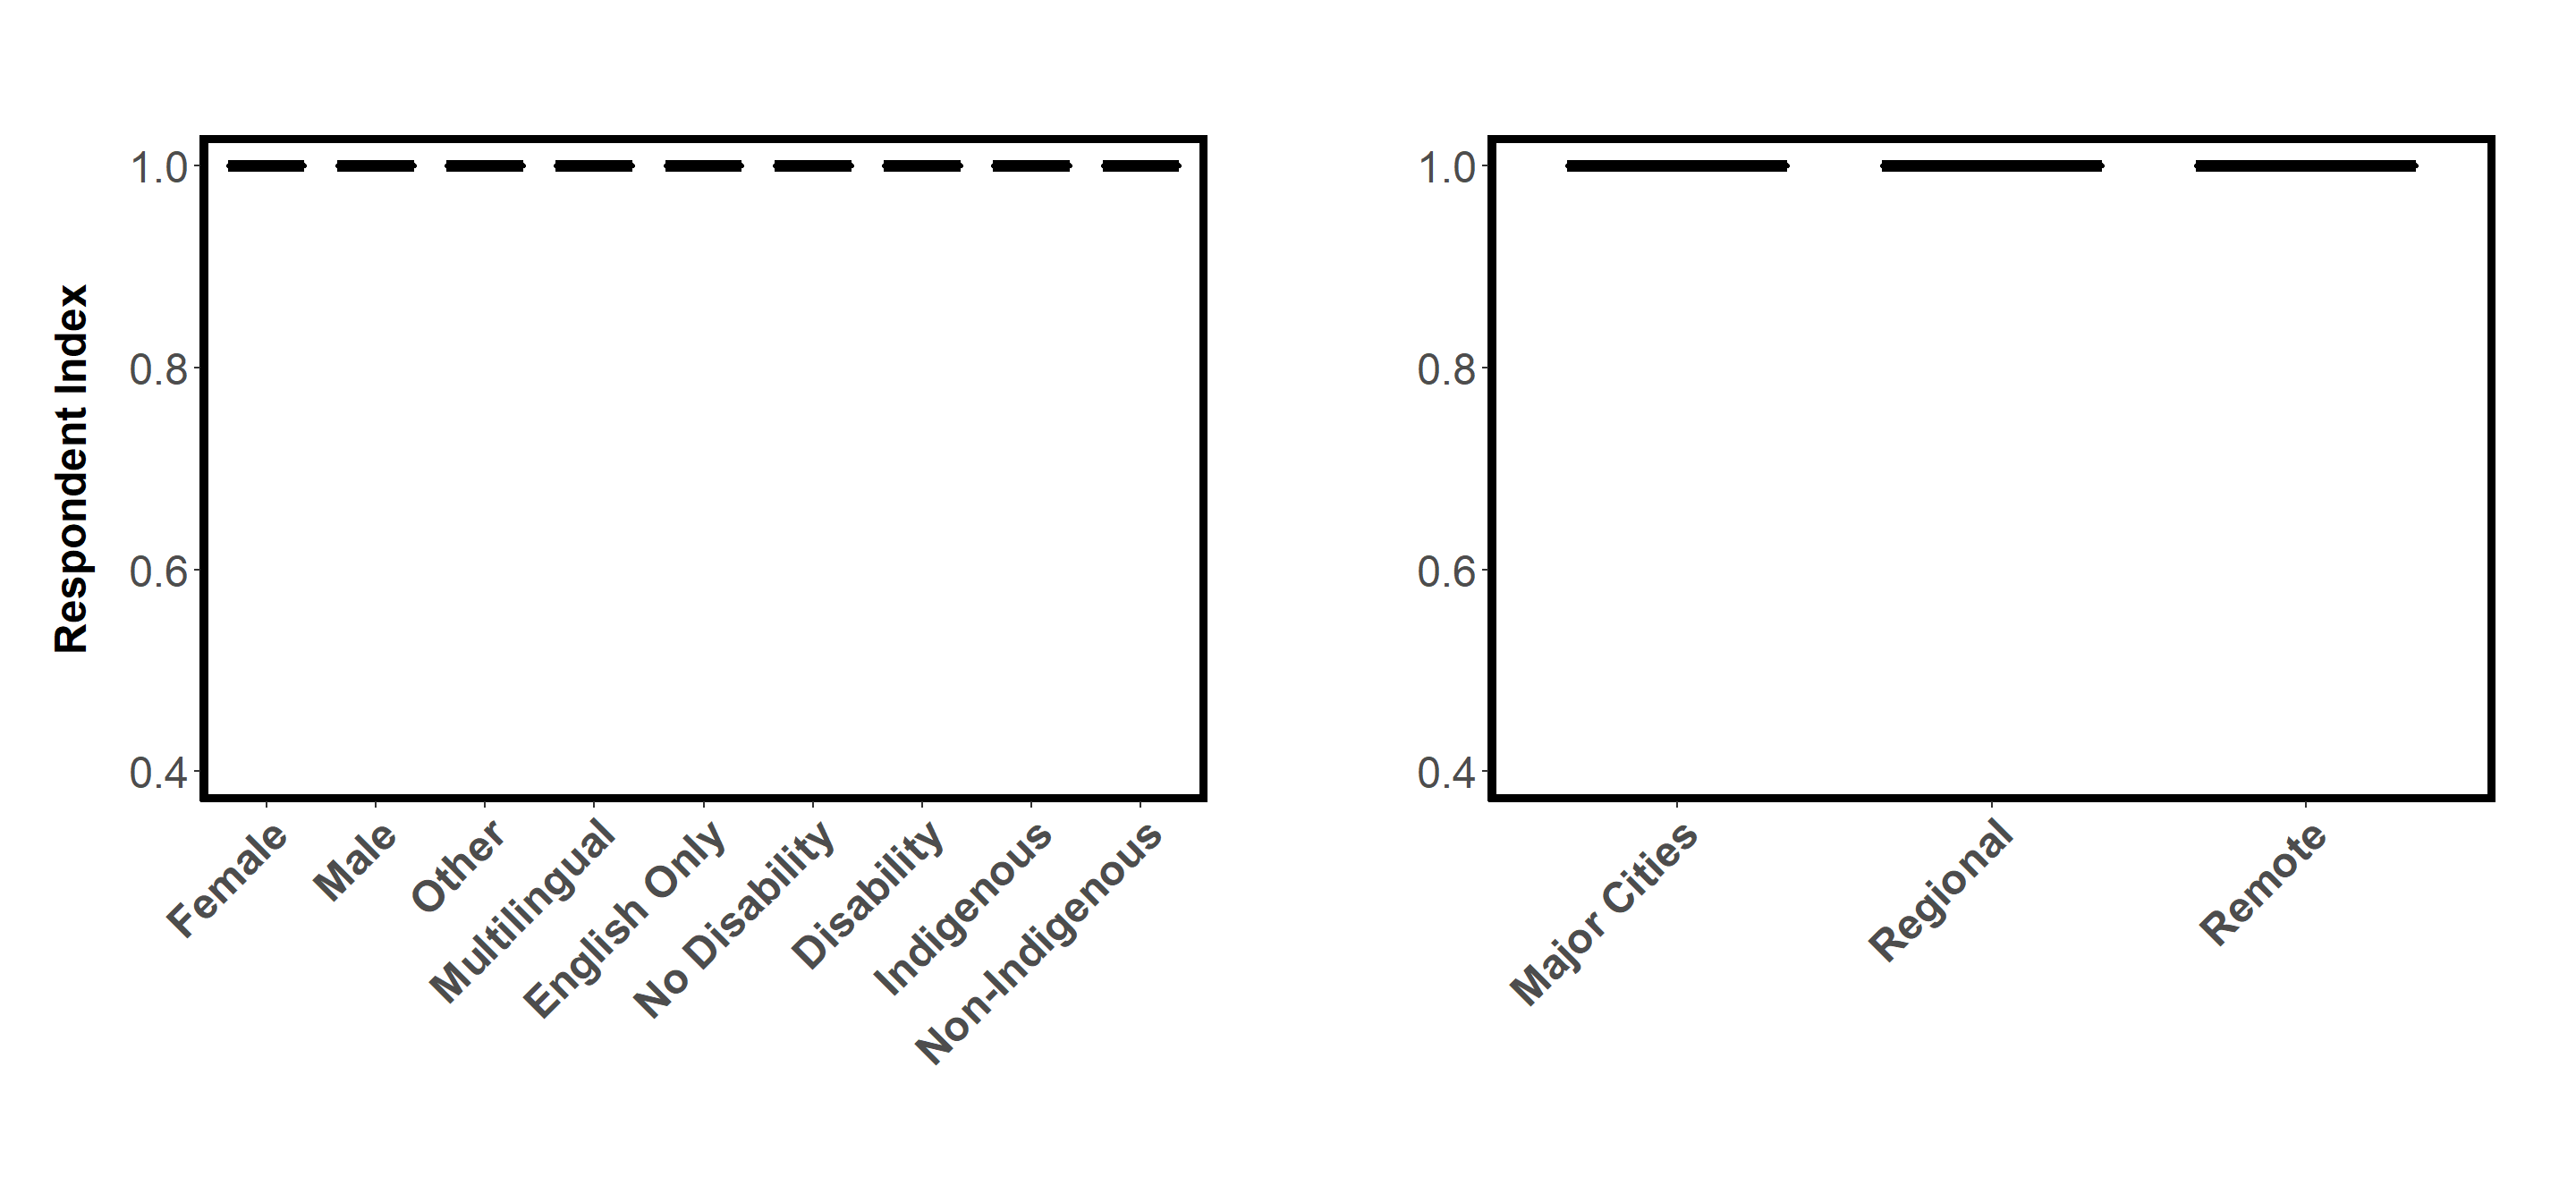 Respondent Index
1.0
0.8
0.6
0.4
Female
Male
Other
Multilingual
English Only
No Disability
Disability
Indigenous
Non-Indigenous
1.0
0.8
0.6
0.4
Major Cities
Regional
Remote